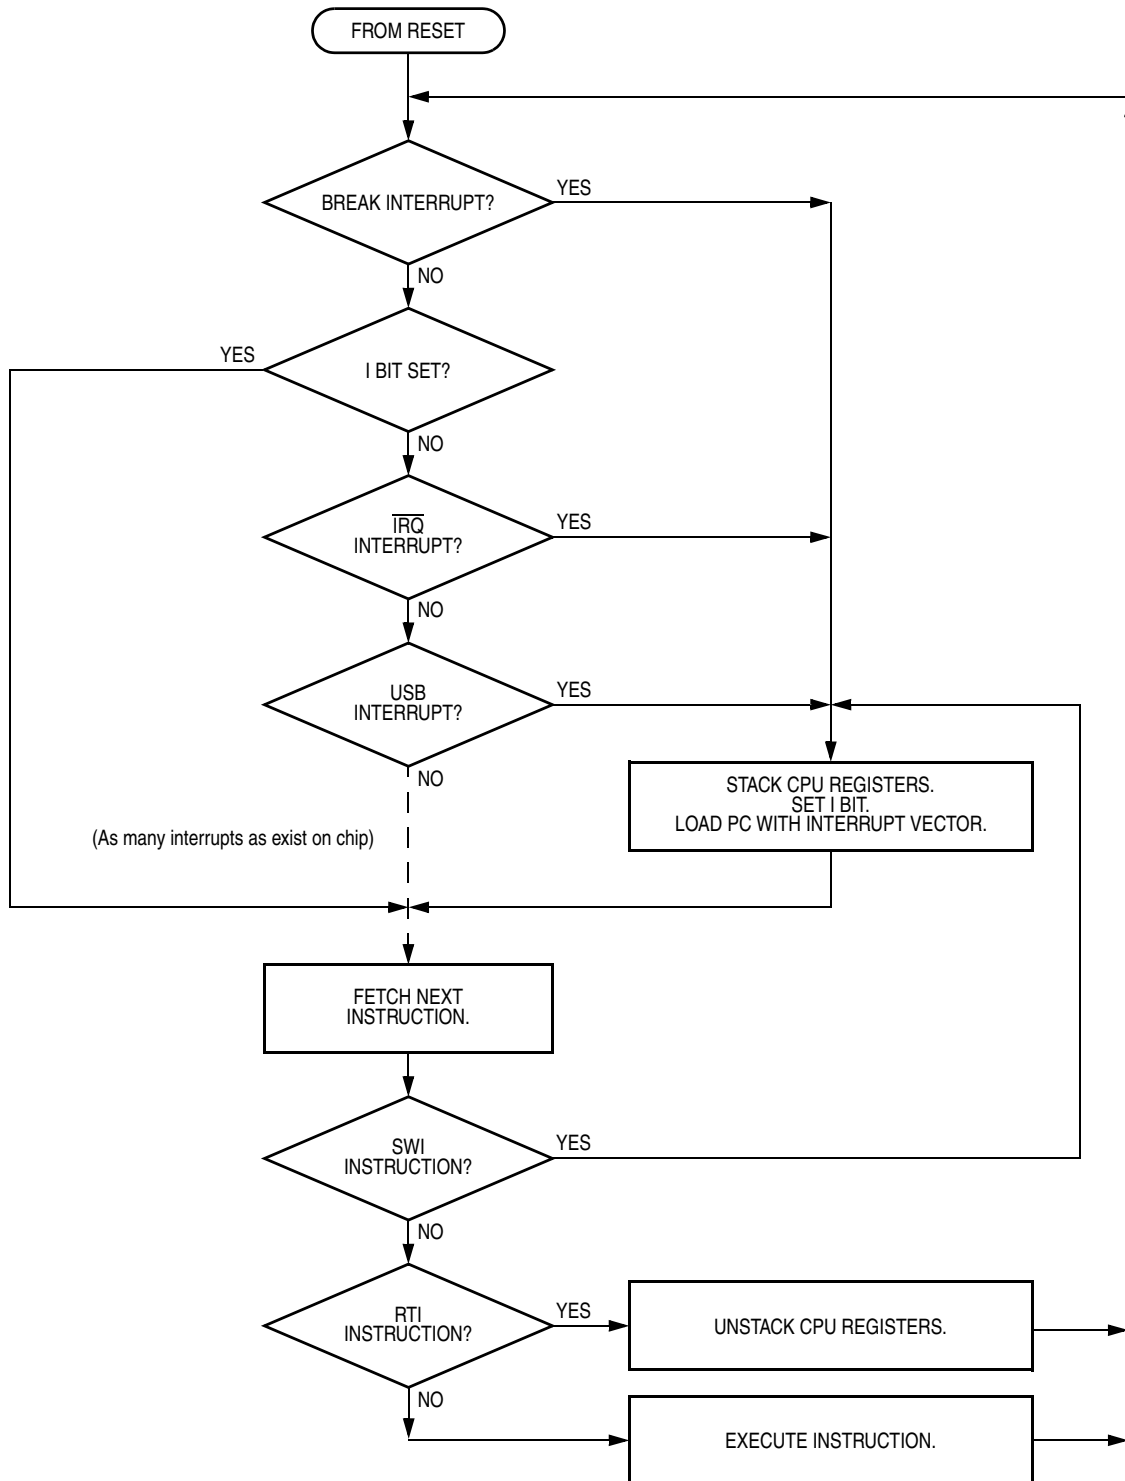 FROM RESET
BREAK INTERRUPT?
YES
NO
YES
I BIT SET?
NO
IRQ
INTERRUPT?
YES
NO
USB
INTERRUPT?
YES
NO
STACK CPU REGISTERS.
SET I BIT.
LOAD PC WITH INTERRUPT VECTOR.
(As many interrupts as exist on chip)
FETCH NEXT
INSTRUCTION.
SWI
INSTRUCTION?
YES
NO
RTI
INSTRUCTION?
YES
UNSTACK CPU REGISTERS.
NO
EXECUTE INSTRUCTION.